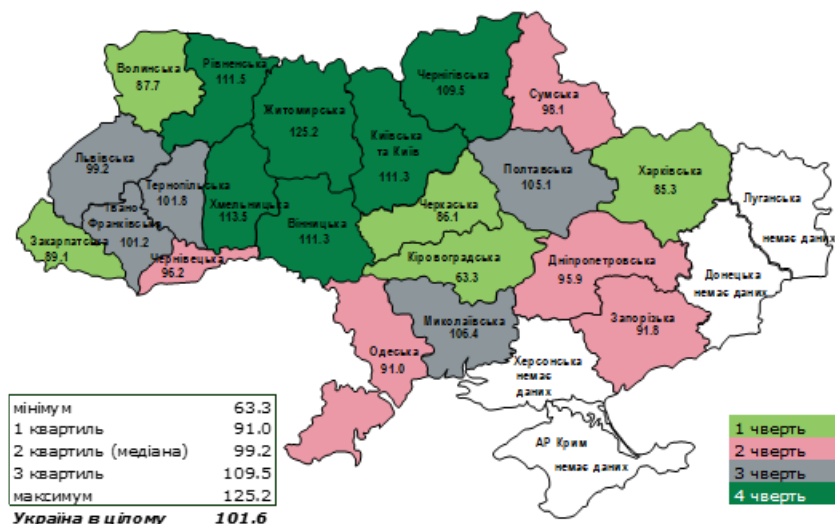 Волинська
87.7
Рівненська
111.5
Житомирська
125.2
Київська
та Київ
111.3
Чернігівська
109.5
Сумська
98.1
Львівська
99.2
Тернопільська
101.8
Хмельницька
113.5
Вінницька
111.3
Івано
Франківська
101.2
Закарпатська
89.1
Чернівецька
96.2
Черкаська
86.1
Полтавська
105.1
Харківська
85.3
Луганська
немає даних
Кіровоградська
63.3
Дніпропетровська
95.9
Донецька
немає даних
Запорізька
91.8
Миколаївська
106.4
Одеська
91.0
Херсонська
немає
даних
АР Крим
немає даних
мінімум 63.3
1 квартиль 91.0
2 квартиль (медіана) 99.2
3 квартиль 109.5
максимум 125.2
Україна в цілому 101.6
1 чверть
2 чверть
3 чверть
4 чверть